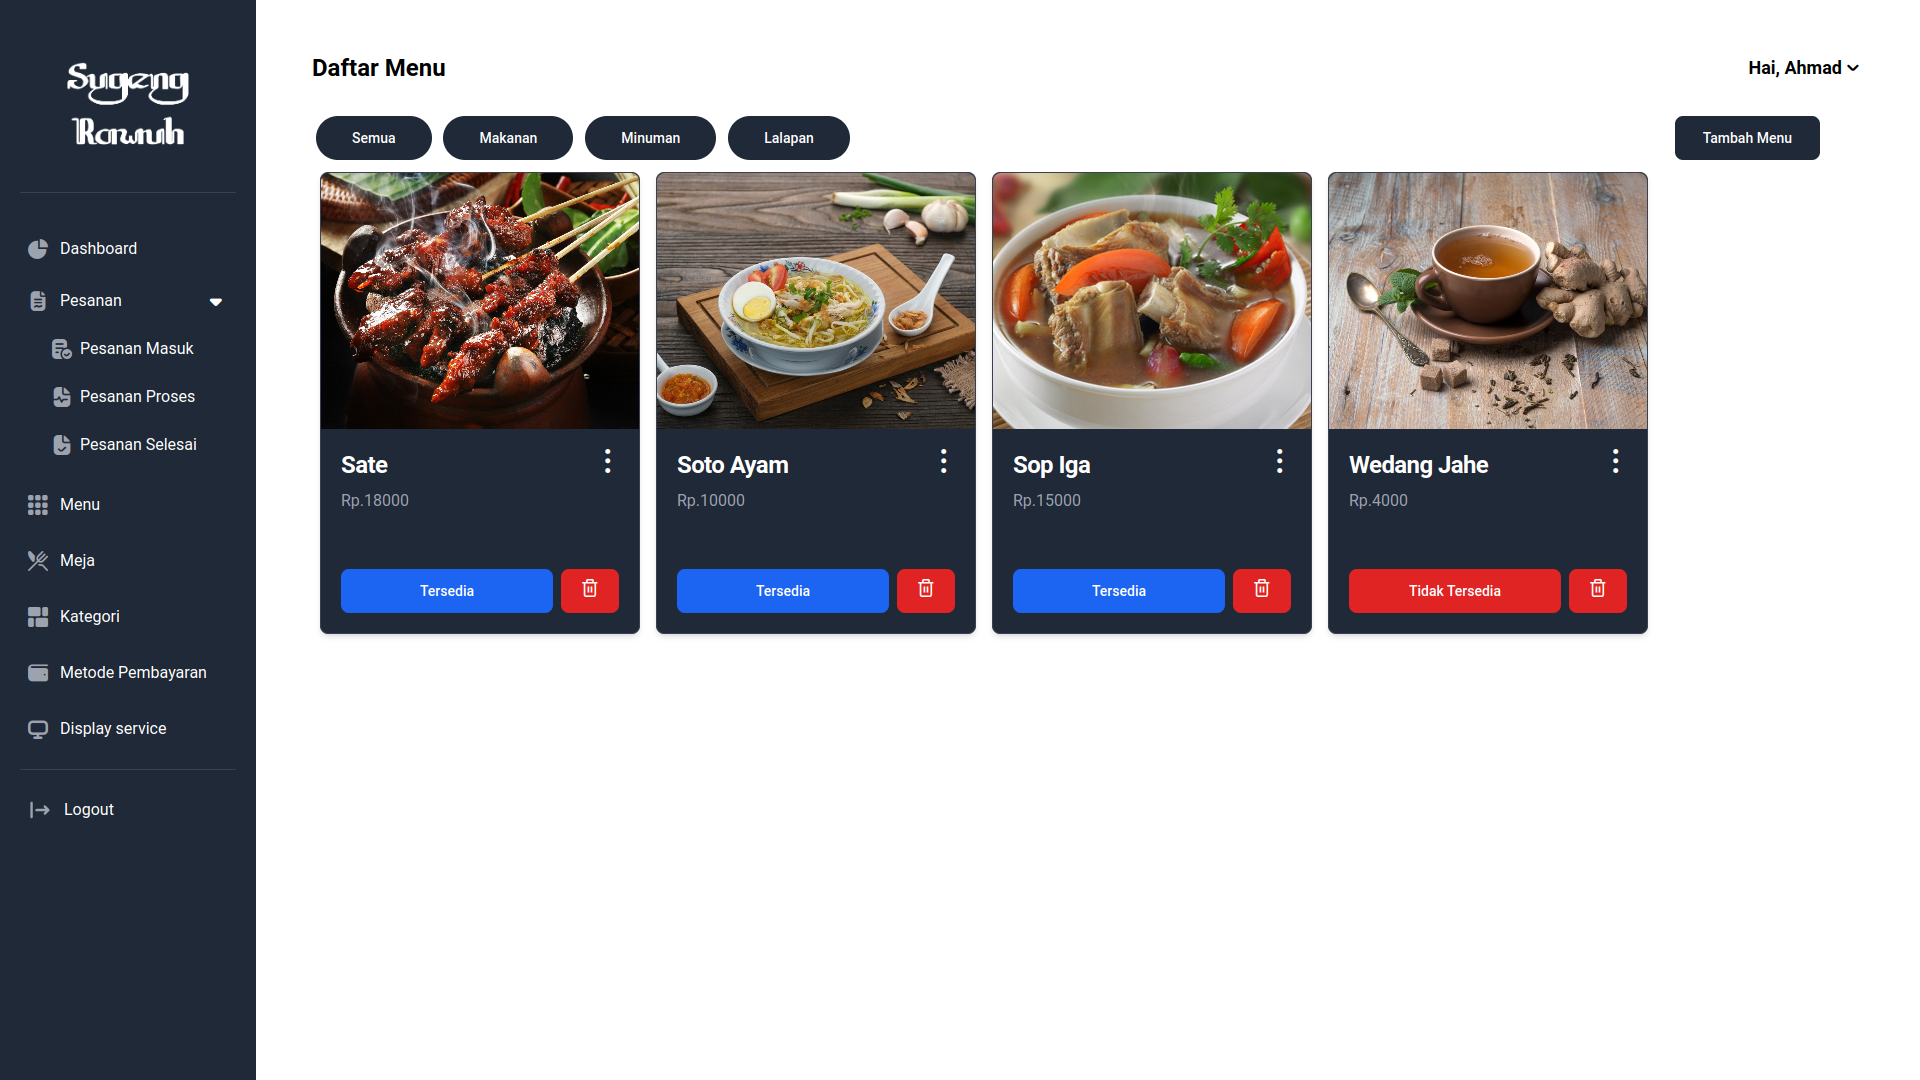 Sugeng
Rawuh
Dashboard
Pesanan
Pesanan Masuk
Pesanan Proses
Pesanan Selesai
Menu
Meja
Kategori
Metode Pembayaran
Display service
Logout
Daftar Menu
Hai, Ahmad
Semua
Makanan
Minuman
Lalapan
Tambah Menu
Sate
Rp.18000
Tersedia
Soto Ayam
Rp.10000
Tersedia
Sop Iga
Rp.15000
Tersedia
Wedang Jahe
Rp.4000
Tidak Tersedia